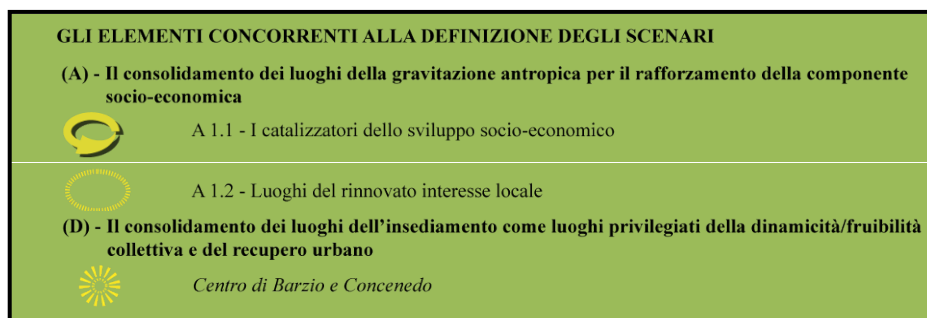 GLI ELEMENTI CONCORRENTI ALLA DEFINIZIONE DEGLI SCENARI
(A) - Il consolidamento dei luoghi della gravitazione antropica per il rafforzamento della componente
socio-economica
A 1.1 - I catalizzatori dello sviluppo socio-economico
A 1.2 - Luoghi del rinnovato interesse locale
(D) - Il consolidamento dei luoghi dell'insediamento come luoghi privilegiati della dinamicità/fruibilità
collettiva e del recupero urbano
Centro di Barzio e Concenedo